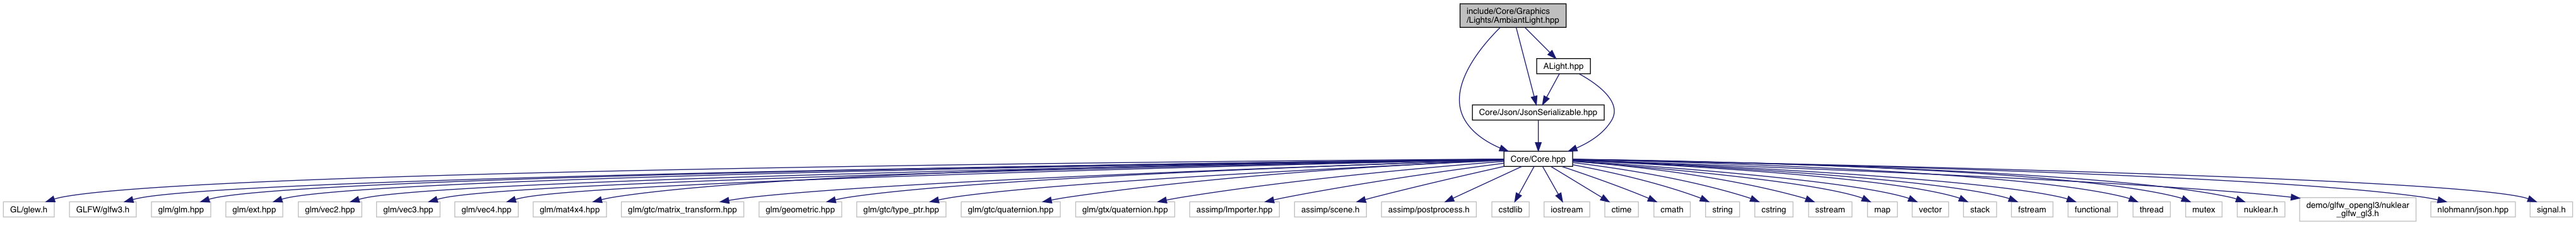 include/Core/Graphics
/Lights/AmbiantLight.hpp
ALight.hpp
Core/Json/JsonSerializable.hpp
Core/Core.hpp
GL/glew.h
GLFW/glfw3.h
glm/glm.hpp
glm/ext.hpp
glm/vec2.hpp
glm/vec3.hpp
glm/vec4.hpp
glm/mat4x4.hpp
glm/gtc/matrix_transform.hpp
glm/geometric.hpp
glm/gtc/type_ptr.hpp
glm/gtc/quaternion.hpp
glm/gtx/quaternion.hpp
assimp/Importer.hpp
assimp/scene.h
assimp/postprocess.h
cstdlib
iostream
ctime
cmath
string
cstring
sstream
map
vector
stack
fstream
functional
thread
mutex
nuklear.h
demo/glfw_opengl3/nuklear
_glfw_gl3.h
nlohmann/json.hpp
signal.h